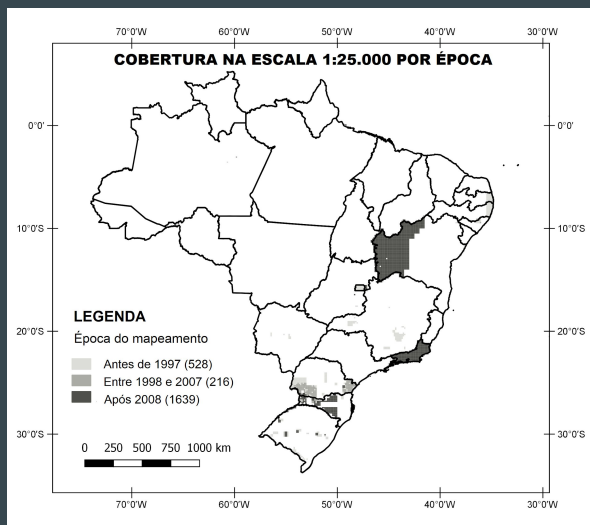 70°0'W 60°0'W 50°0'W 40°0'W 30°0'W
COBERTURA NA ESCALA 1:25.000 POR ÉPOCA
0°0' 0°0'
10°0'S 10°0'S
20°0'S 20°0'S
30°0'S 30°0'S
LEGENDA
Época do mapeamento
Antes de 1997 (528)
Entre 1998 e 2007 (216)
Após 2008 (1639)
0 250 500 750 1000 km
70°0'W 60°0'W 50°0'W 40°0'W 30°0'W